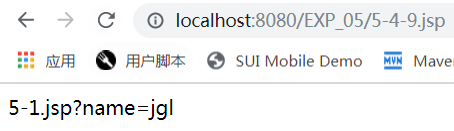 localhost:8080/EXP_05/5-4-9.jsp
应用 用户脚本 SUI Mobile Demo MVN Maven
5-1.jsp?name=jgl